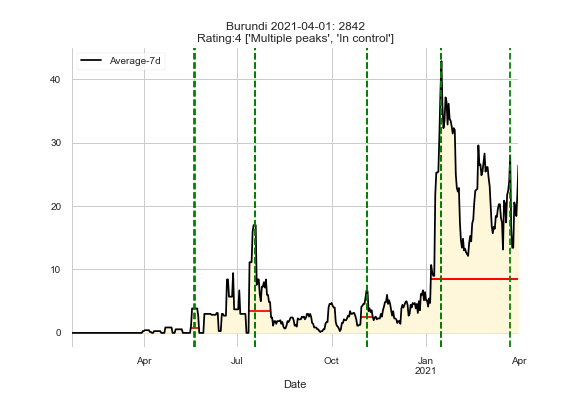 Burundi 2021-04-01: 2842
Rating:4 ['Multiple peaks', 'In control']
Average-7d
40
30
20
10
0
Apr Jul Oct Jan Apr
2021
Date